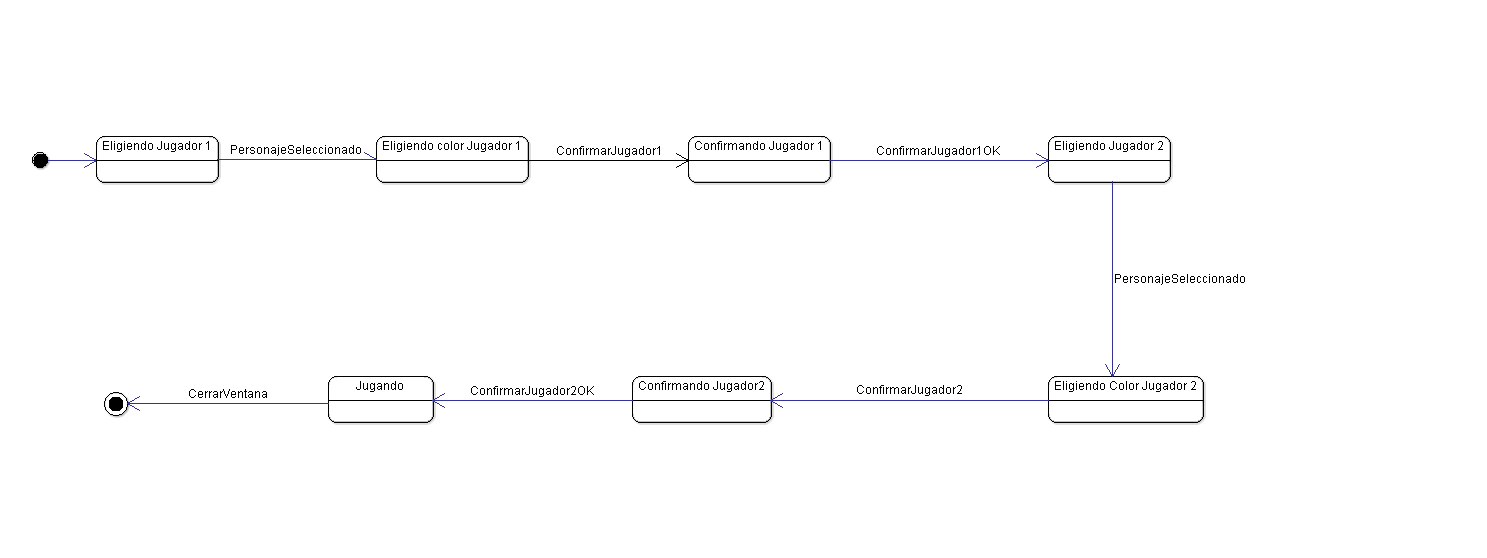 Eligiendo Jugador 1
PersonajeSeleccionado
Eligiendo color Jugador 1
ConfirmarJugador1
Confirmando Jugador 1
ConfirmarJugador1OK
Eligiendo Jugador 2
PersonajeSeleccionado
Eligiendo Color Jugador 2
ConfirmarJugador2
Confirmando Jugador2
ConfirmarJugador2OK
Jugando
CerrarVentana